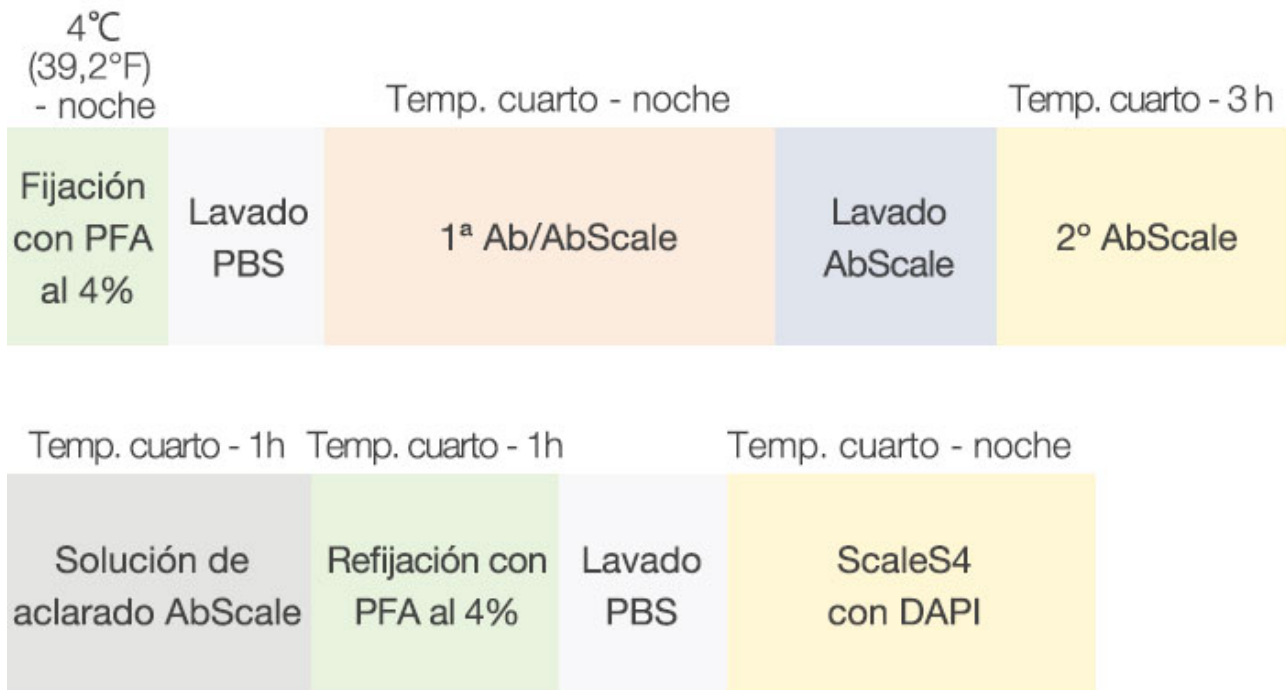 4℃
(39,2°F)
- noche
Temp. cuarto - noche
Temp. cuarto - 3 h
Fijación
con PFA
al 4%
Lavado
PBS
1ª Ab/AbScale
Lavado
AbScale
2º AbScale
Temp. cuarto - 1h
Temp. cuarto - 1h
Temp. cuarto - noche
Solución de
aclarado AbScale
Refijación con
PFA al 4%
Lavado
PBS
ScaleS4
con DAPI